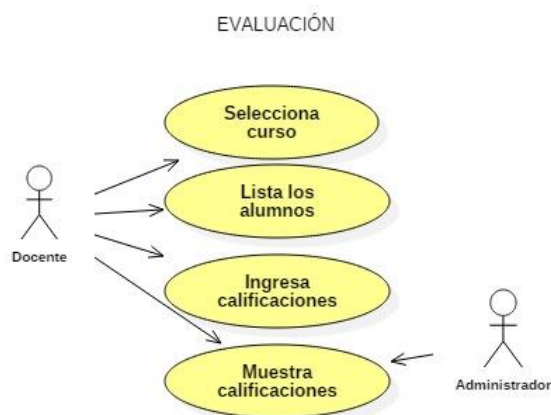 EVALUACIÓN
Selecciona
curso
Lista los
alumnos
Docente
Ingresa
calificaciones
Muestra
calificaciones
Administrador